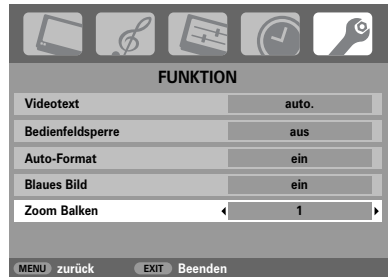 FUNKTION
Videotext auto.
Bedienfeldsperre aus
Auto-Format ein
Blaues Bild ein
Zoom Balken 1
MENU zurück EXIT Beenden